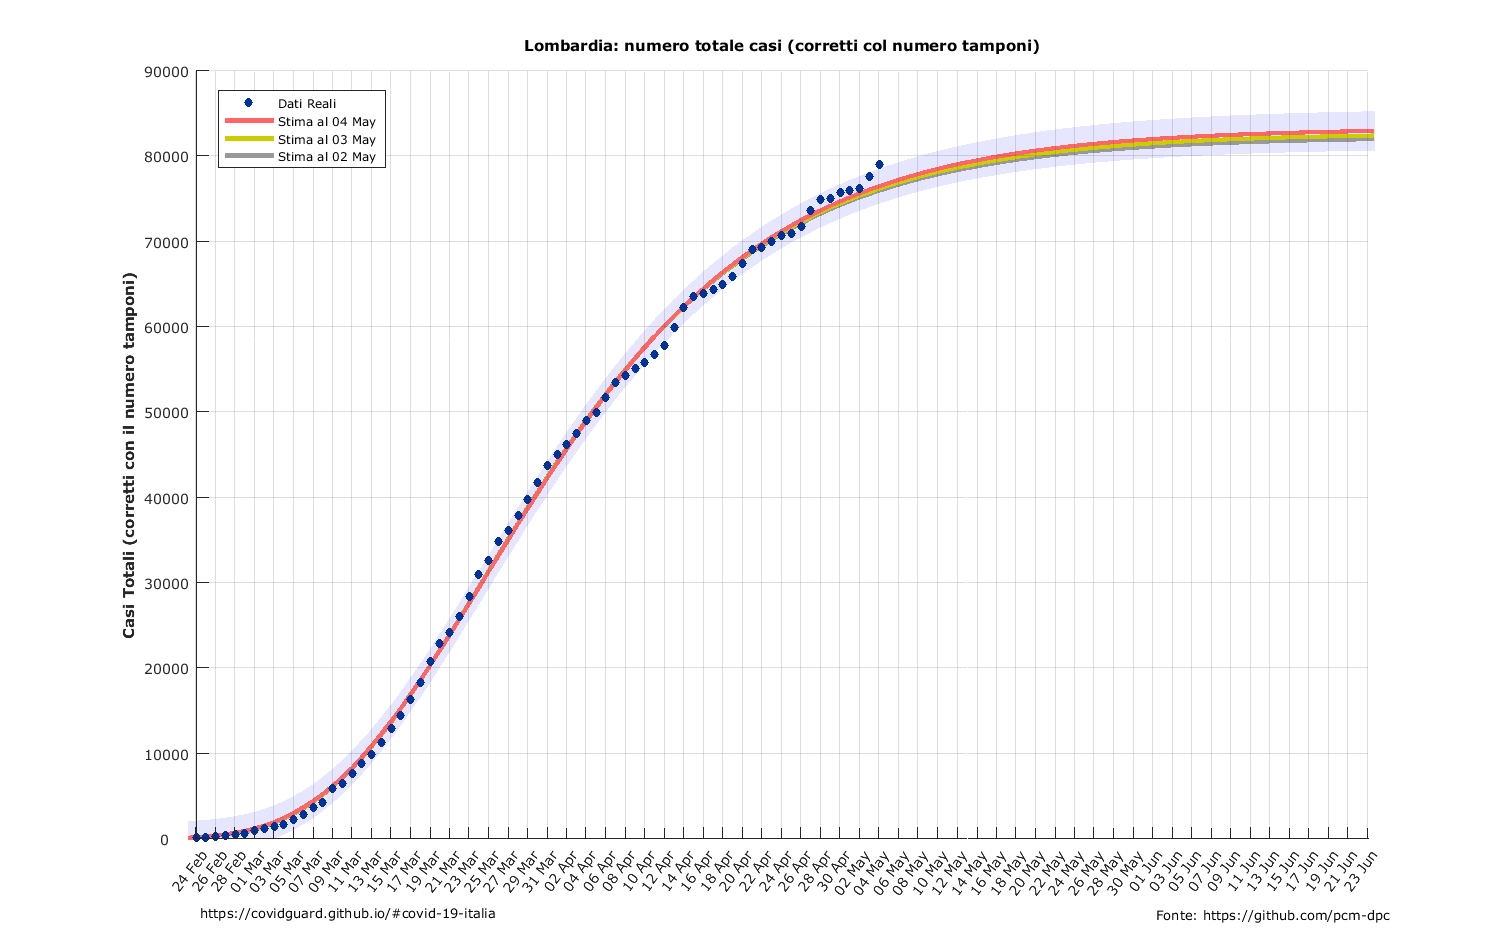 Lombardia: numero totale casi (corretti col numero tamponi)
90000
80000
70000
60000
50000
40000
30000
20000
10000
0
Casi Totali (corretti con il numero tamponi)
Dati Reali
Stima al 04 May
Stima al 03 May
Stima al 02 May
24 Feb
26 Feb
28 Feb
01 Mar
03 Mar
05 Mar
07 Mar
09 Mar
11 Mar
13 Mar
15 Mar
17 Mar
19 Mar
21 Mar
23 Mar
25 Mar
27 Mar
29 Mar
31 Mar
02 Apr
04 Apr
06 Apr
08 Apr
10 Apr
12 Apr
14 Apr
16 Apr
18 Apr
20 Apr
22 Apr
24 Apr
26 Apr
28 Apr
30 Apr
02 May
04 May
06 May
08 May
10 May
12 May
14 May
16 May
18 May
20 May
22 May
24 May
26 May
28 May
30 May
01 Jun
03 Jun
05 Jun
07 Jun
09 Jun
11 Jun
13 Jun
15 Jun
17 Jun
19 Jun
21 Jun
23 Jun
https://covidguard.github.io/#covid-19-italia
Fonte: https://github.com/pcm-dpc